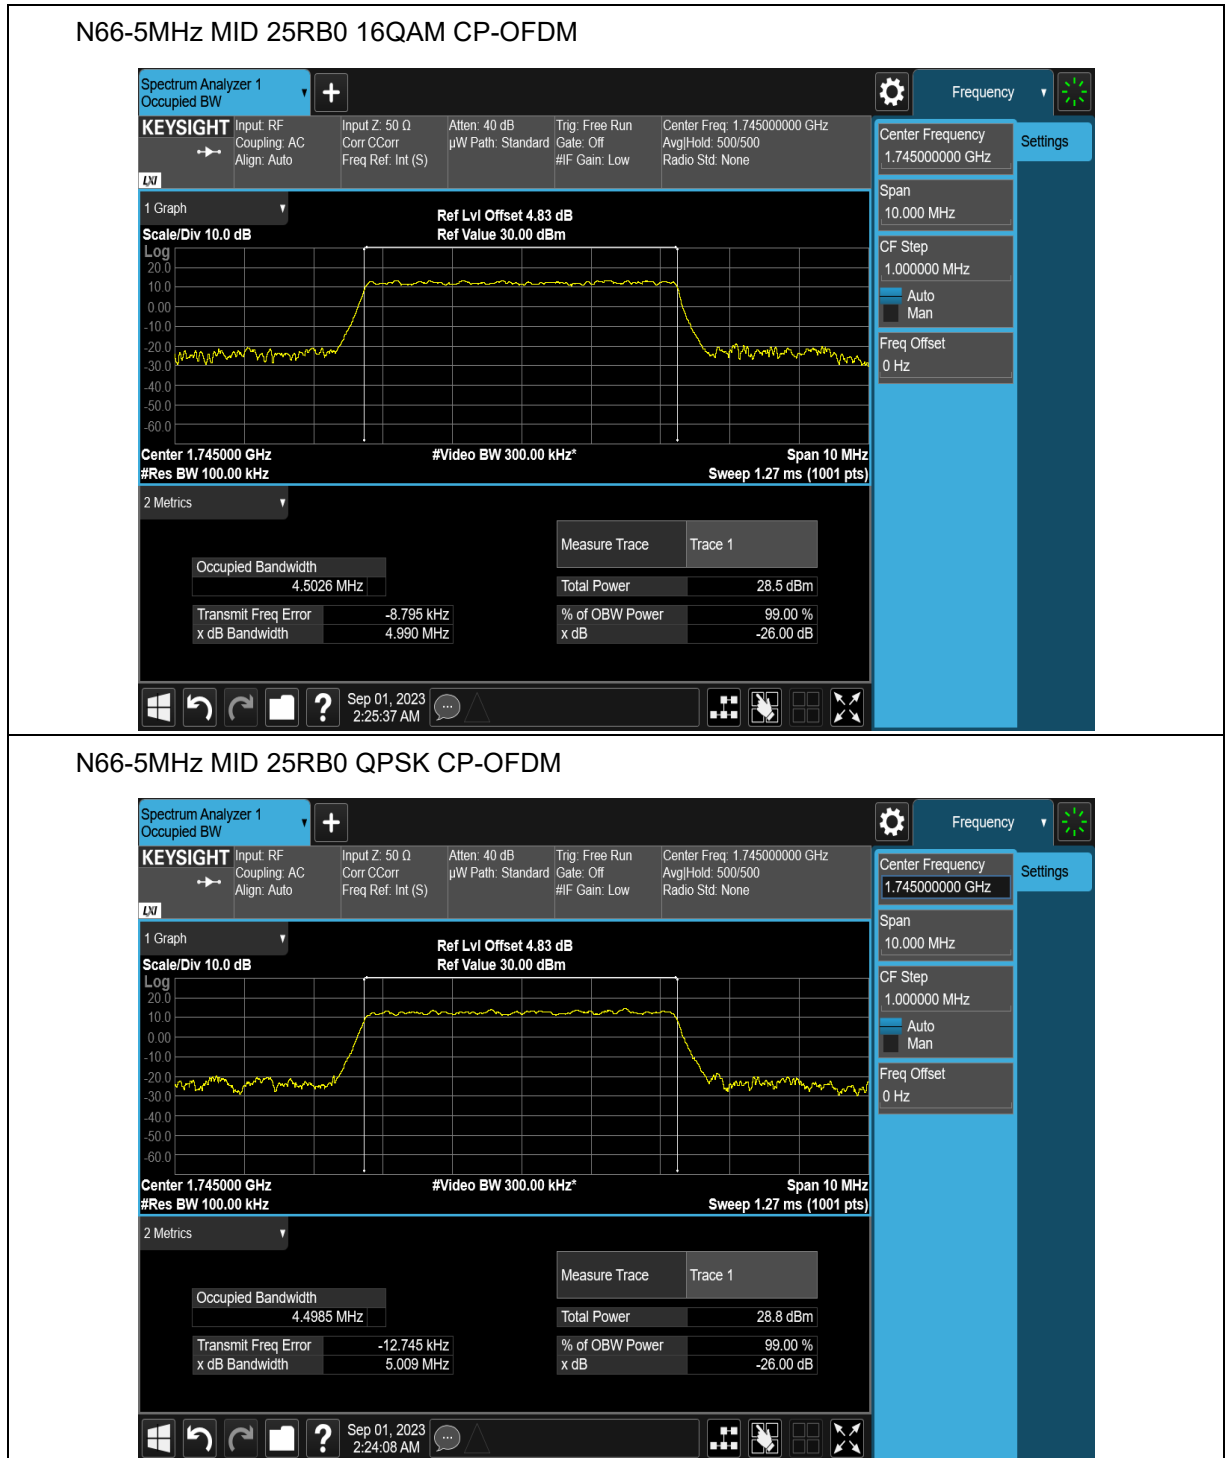 N66-5MHz MID 25RB0 16QAM CP-OFDM
Spectrum Analyzer 1
Occupied BW
Frequency
KEYSIGHT
LXI
Input: RF
Coupling: AC
Align: Auto
Input Z: 50 Ω
Corr CCorr
Freq Ref: Int (S)
Atten: 40 dB
µW Path: Standard
Trig: Free Run
Gate: Off
#IF Gain: Low
Center Freq: 1.745000000 GHz
Avg|Hold: 500/500
Radio Std: None
Center Frequency
1.745000000 GHz
Settings
Span
10.000 MHz
CF Step
1.000000 MHz
Auto
Man
Freq Offset
0 Hz
1 Graph
Scale/Div 10.0 dB
Ref Lvl Offset 4.83 dB
Ref Value 30.00 dBm
Log
20.0
10.0
0.00
-10.0
-20.0
-30.0
-40.0
-50.0
-60.0
Center 1.745000 GHz
#Video BW 300.00 kHz*
Span 10 MHz
#Res BW 100.00 kHz
Sweep 1.27 ms (1001 pts)
2 Metrics
Measure Trace
Trace 1
Occupied Bandwidth
4.5026 MHz
Total Power
28.5 dBm
Transmit Freq Error
-8.795 kHz
% of OBW Power
99.00 %
x dB Bandwidth
4.990 MHz
x dB
-26.00 dB
?
Sep 01, 2023
2:25:37 AM
N66-5MHz MID 25RB0 QPSK CP-OFDM
Spectrum Analyzer 1
Occupied BW
Frequency
KEYSIGHT
LXI
Input: RF
Coupling: AC
Align: Auto
Input Z: 50 Ω
Corr CCorr
Freq Ref: Int (S)
Atten: 40 dB
µW Path: Standard
Trig: Free Run
Gate: Off
#IF Gain: Low
Center Freq: 1.745000000 GHz
Avg|Hold: 500/500
Radio Std: None
Center Frequency
1.745000000 GHz
Settings
Span
10.000 MHz
CF Step
1.000000 MHz
Auto
Man
Freq Offset
0 Hz
1 Graph
Scale/Div 10.0 dB
Ref Lvl Offset 4.83 dB
Ref Value 30.00 dBm
Log
20.0
10.0
0.00
-10.0
-20.0
-30.0
-40.0
-50.0
-60.0
Center 1.745000 GHz
#Video BW 300.00 kHz*
Span 10 MHz
#Res BW 100.00 kHz
Sweep 1.27 ms (1001 pts)
2 Metrics
Measure Trace
Trace 1
Occupied Bandwidth
4.4985 MHz
Total Power
28.8 dBm
Transmit Freq Error
-12.745 kHz
% of OBW Power
99.00 %
x dB Bandwidth
5.009 MHz
x dB
-26.00 dB
?
Sep 01, 2023
2:24:08 AM